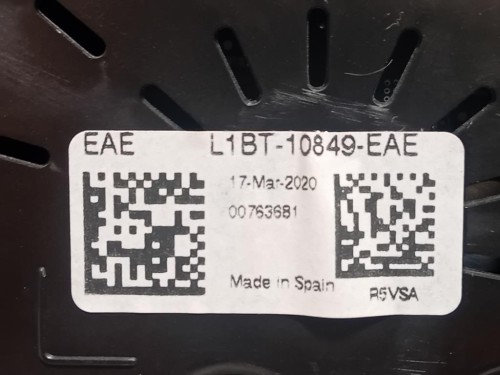 EAE L1BT-10849-EAE
17-Mar-2020
00763681
Made in Spain
R5VSA